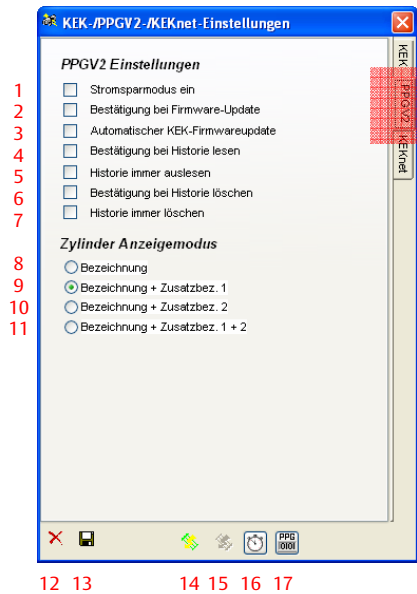 KEK-/PPGV2-/KEKnet-Einstellungen
KEK
PPGV2
KEKnet
PPGV2 Einstellungen
1 Stromsparmodus ein
2 Bestätigung bei Firmware-Update
3 Automatischer KEK-Firmwareupdate
4 Bestätigung bei Historie lesen
5 Historie immer auslesen
6 Bestätigung bei Historie löschen
7 Historie immer löschen
Zylinder Anzeigemodus
8 Bezeichnung
9 Bezeichnung + Zusatzbez. 1
10 Bezeichnung + Zusatzbez. 2
11 Bezeichnung + Zusatzbez. 1 + 2
PPG
0101
12 13 14 15 16 17